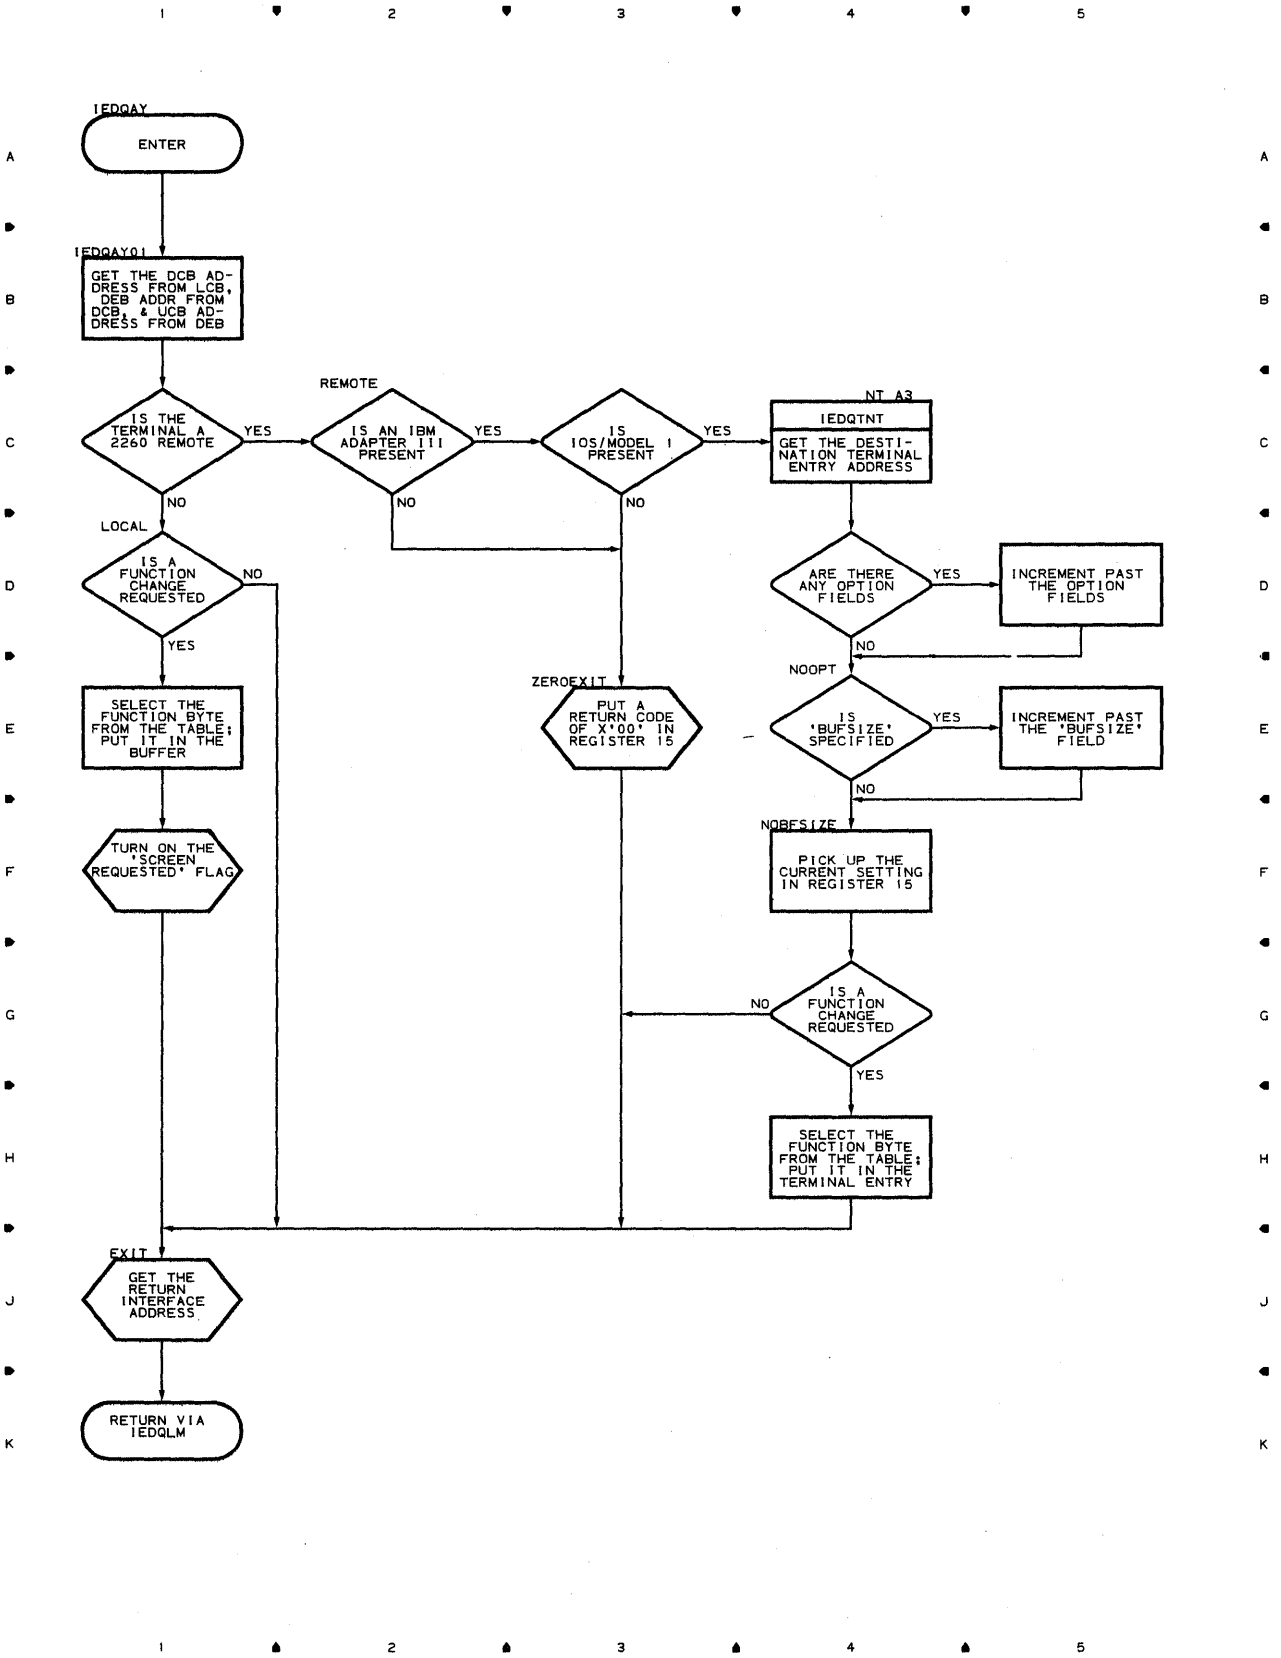 1 2 3 4 5
IEDQAY
ENTER
A A
IEDQAY01
GET THE DCB AD-
DRESS FROM LCB,
DEB ADDR FROM
DCB, & UCB AD-
DRESS FROM DEB
B B
REMOTE
NT A3
IS THE
TERMINAL A
2260 REMOTE
YES
IS AN IBM
ADAPTER III
PRESENT
YES
IS
IOS/MODEL 1
PRESENT
YES
IEDQTNT
GET THE DESTI-
NATION TERMINAL
ENTRY ADDRESS
C C
NO
NO
NO
LOCAL
IS A
FUNCTION
CHANGE
REQUESTED
NO
ARE THERE
ANY OPTION
FIELDS
YES
INCREMENT PAST
THE OPTION
FIELDS
D D
YES
NO
NOOPT
ZEROEXIT
SELECT THE
FUNCTION BYTE
FROM THE TABLE;
PUT IT IN THE
BUFFER
PUT A
RETURN CODE
OF X'00' IN
REGISTER 15
IS
'BUFSIZE'
SPECIFIED
YES
INCREMENT PAST
THE 'BUFSIZE'
FIELD
E E
NO
NOBFSIZE
TURN ON THE
'SCREEN
REQUESTED' FLAG
PICK UP THE
CURRENT SETTING
IN REGISTER 15
F F
NO
IS A
FUNCTION
CHANGE
REQUESTED
G G
YES
SELECT THE
FUNCTION BYTE
FROM THE TABLE;
PUT IT IN THE
TERMINAL ENTRY
H H
EXIT
GET THE
RETURN
INTERFACE
ADDRESS
J J
RETURN VIA
IEDQLM
K K
1 2 3 4 5